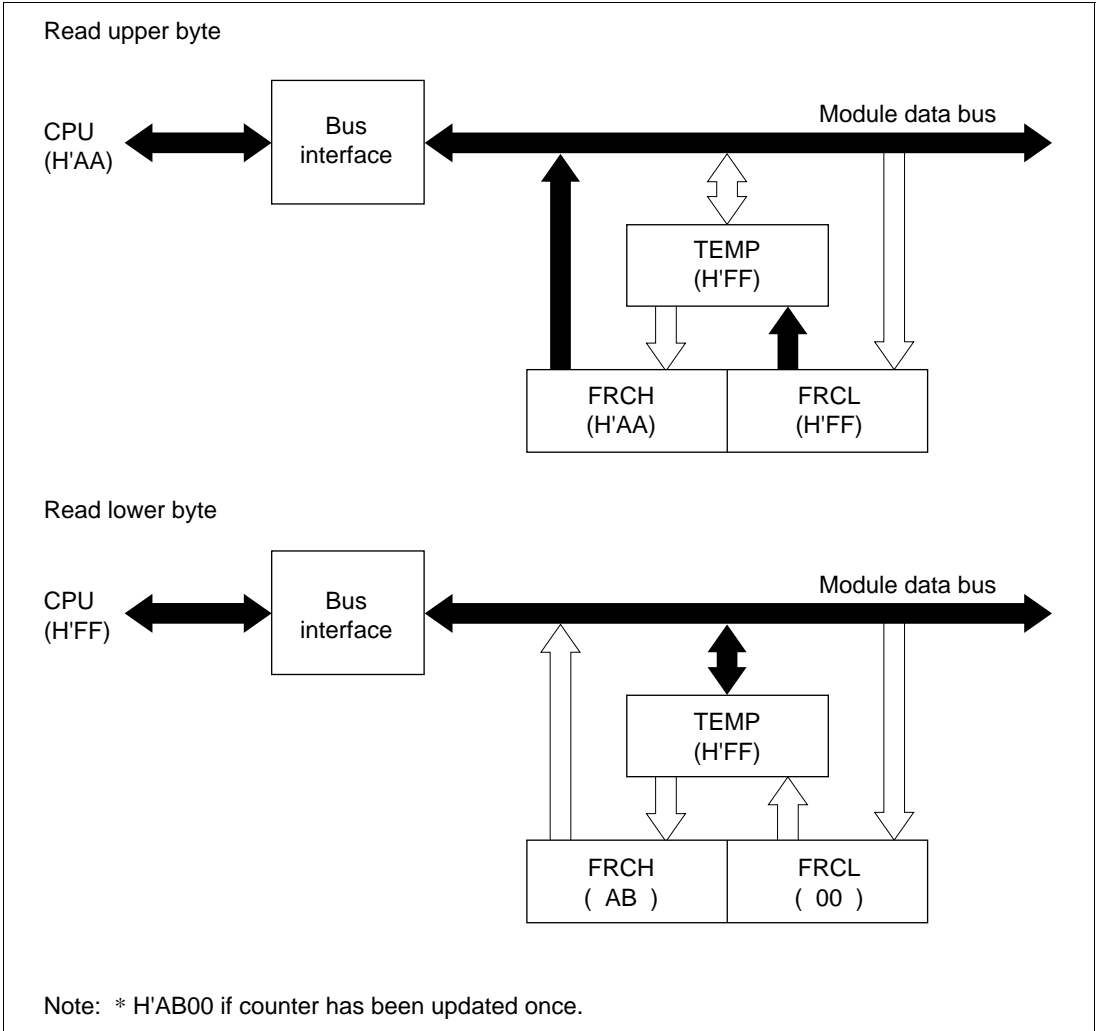 Read upper byte
CPU
(H'AA)
Bus
interface
Module data bus
TEMP
(H'FF)
FRCH
(H'AA)
FRCL
(H'FF)
Read lower byte
CPU
(H'FF)
Bus
interface
Module data bus
TEMP
(H'FF)
FRCH
( AB )
FRCL
( 00 )
Note: * H'AB00 if counter has been updated once.